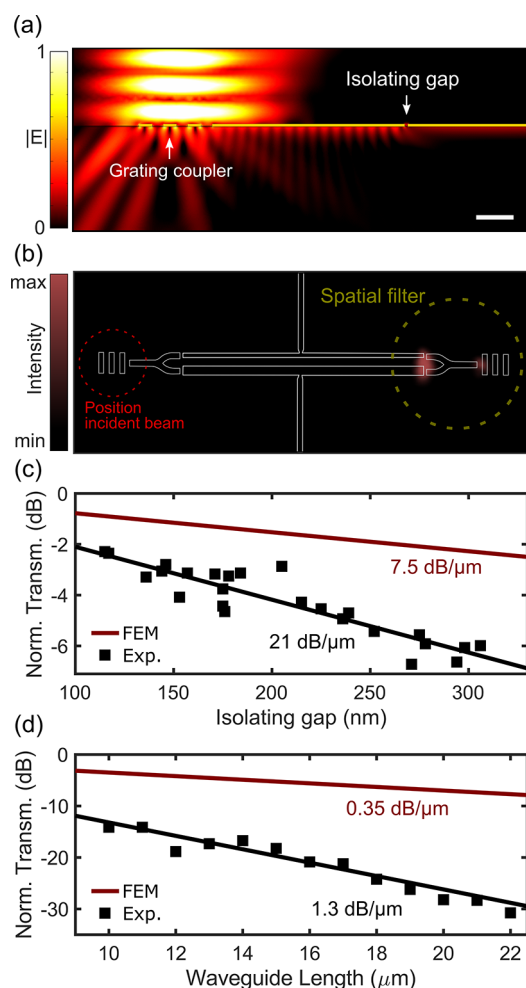 (a)
1
|E|
0
Isolating gap
Grating coupler
(b)
max
Intensity
min
Spatial filter
Position
incident beam
(c)
0
-2
-4
-6
Norm. Transm. (dB)
7.5 dB/μm
21 dB/μm
FEM
Exp.
100 150 200 250 300
Isolating gap (nm)
(d)
0
-10
-20
-30
Norm. Transm. (dB)
0.35 dB/μm
1.3 dB/μm
FEM
Exp.
10 12 14 16 18 20 22
Waveguide Length (μm)